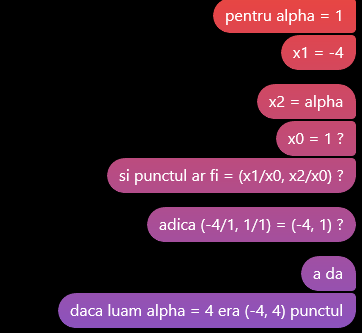 pentru alpha = 1
x1 = -4
x2 = alpha
x0 = 1 ?
si punctul ar fi = (x1/x0, x2/x0) ?
adica (-4/1, 1/1) = (-4, 1) ?
a da
daca luam alpha = 4 era (-4, 4) punctul